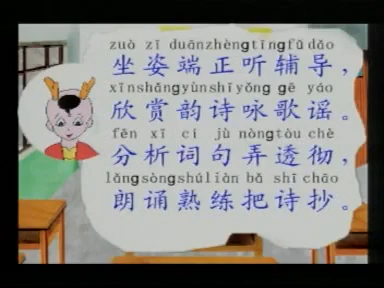 zuò zī duānzhèngtīngfǔdǎo
坐姿端正听辅导，
xīnshǎngyùnshīyǒng gē yáo
欣赏韵诗咏歌谣。
fēn xī cí jù nòngtòu chè
分析词句弄透彻，
lǎngsòngshúliàn bǎ shī chāo
朗诵熟练把诗抄。